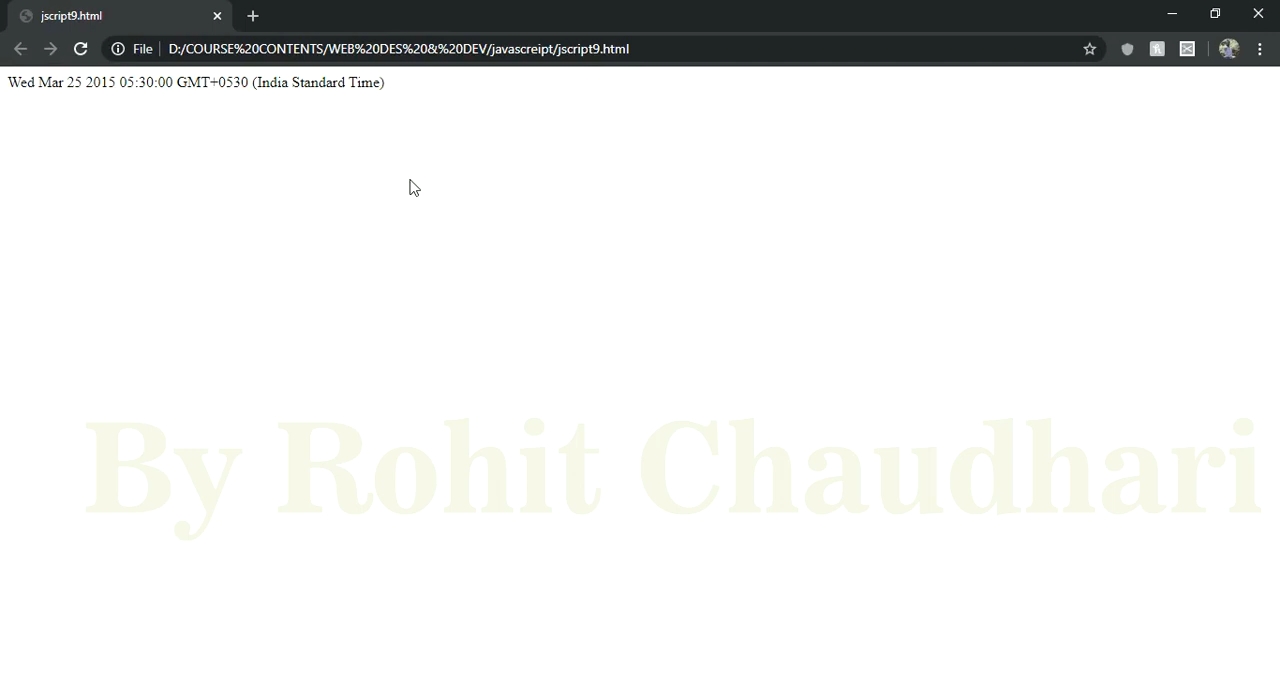 jscript9.html
File D:/COURSE%20CONTENTS/WEB%20DES%20&%20DEV/javascreipt/jscript9.html
Wed Mar 25 2015 05:30:00 GMT+0530 (India Standard Time)
By Rohit Chaudhari